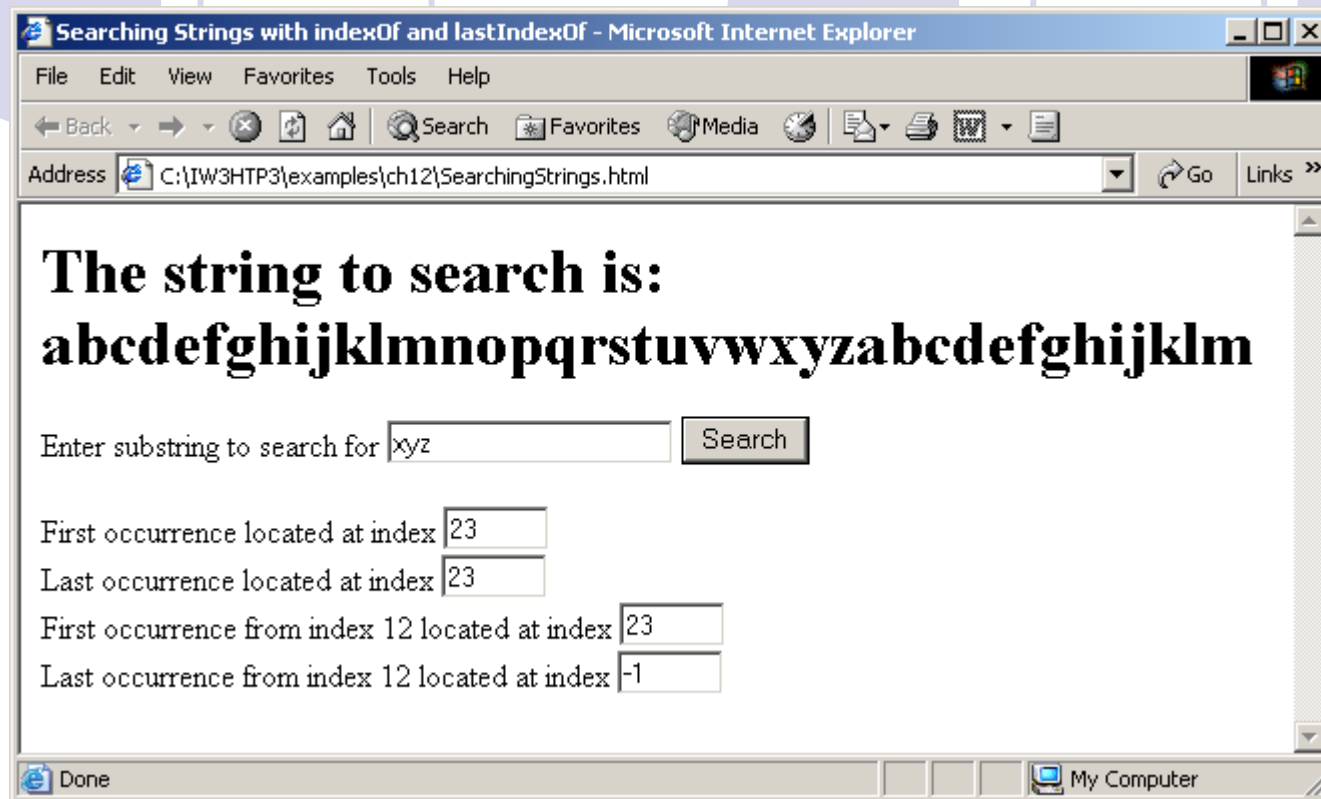 Searching Strings with indexOf and lastIndexOf - Microsoft Internet Explorer
File Edit View Favorites Tools Help
Back Search Favorites Media
Address C:\IW3HTP3\examples\ch12\SearchingStrings.html Go Links »
The string to search is:
abcdefghijklmnopqrstuvwxyzabcdefghijklm
Enter substring to search for xyz Search
First occurrence located at index 23
Last occurrence located at index 23
First occurrence from index 12 located at index 23
Last occurrence from index 12 located at index -1
Done My Computer